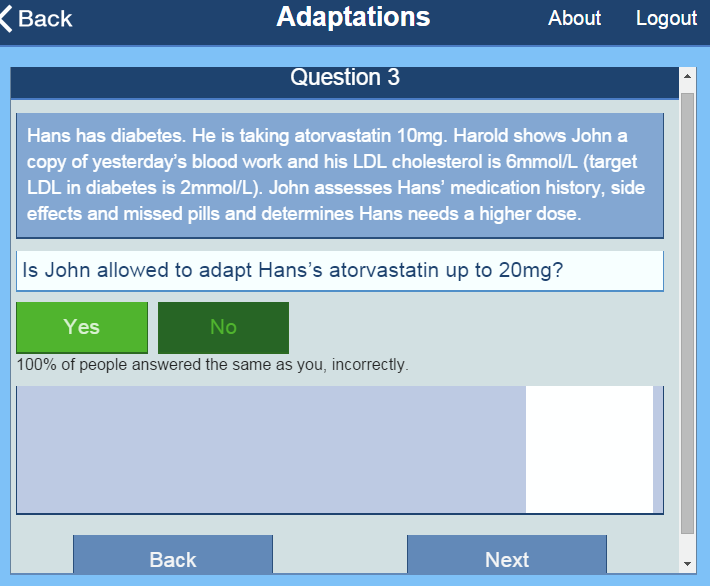 Back
Adaptations
About
Logout
Question 3
Hans has diabetes. He is taking atorvastatin 10mg. Harold shows John a
copy of yesterday's blood work and his LDL cholesterol is 6mmol/L (target
LDL in diabetes is 2mmol/L). John assesses Hans' medication history, side
effects and missed pills and determines Hans needs a higher dose.
Is John allowed to adapt Hans's atorvastatin up to 20mg?
Yes
No
100% of people answered the same as you, incorrectly.
Back
Next